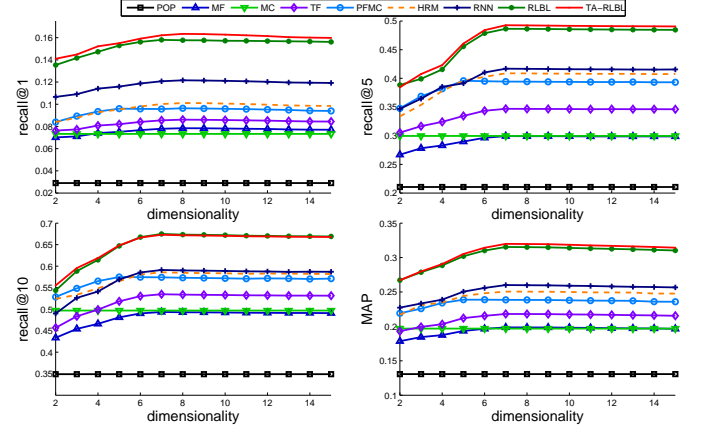 POP MF MC TF PFMC HRM RNN RLBL TA-RLBL
recall@1
0.16
0.14
0.12
0.1
0.08
0.06
0.04
0.02
2 4 6 8 10 12 14
dimensionality
recall@5
0.5
0.4
0.3
0.2
2 4 6 8 10 12 14
dimensionality
recall@10
0.7
0.65
0.6
0.55
0.5
0.45
0.4
0.35
2 4 6 8 10 12 14
dimensionality
MAP
0.35
0.3
0.25
0.2
0.15
0.1
2 4 6 8 10 12 14
dimensionality